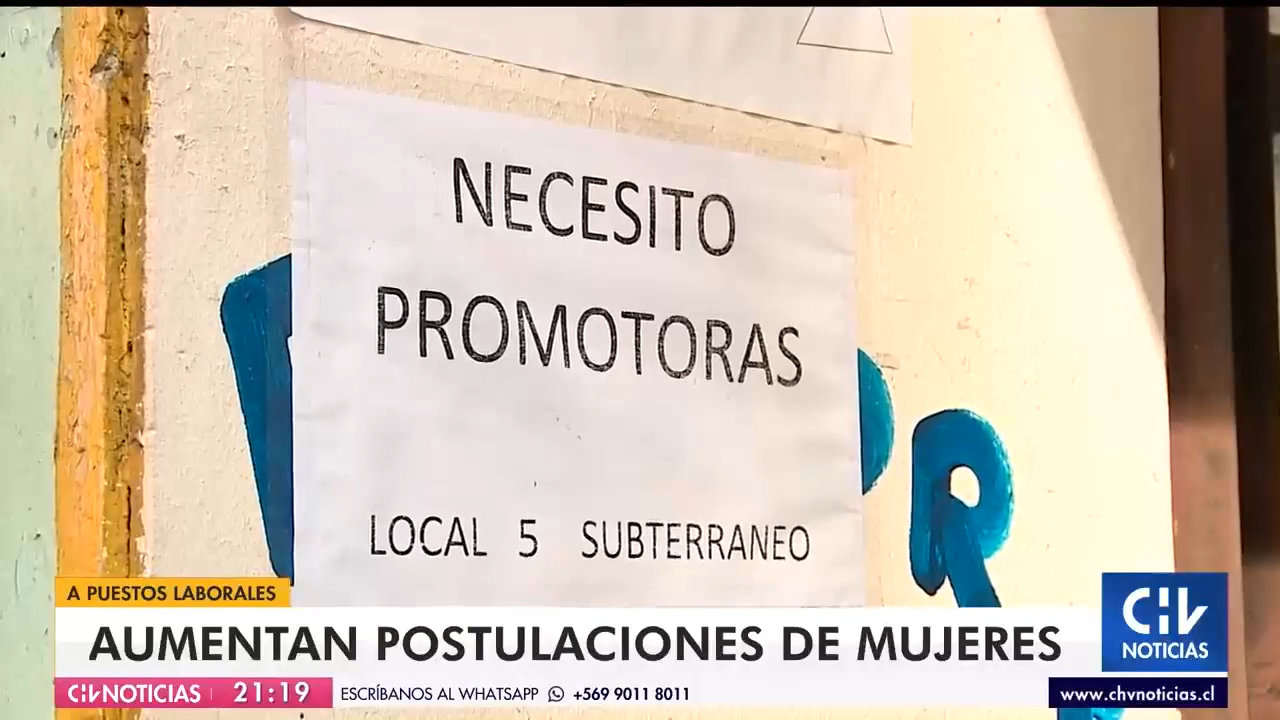 NECESITO
PROMOTORAS
LOCAL 5 SUBTERRANEO
R
A PUESTOS LABORALES
AUMENTAN POSTULACIONES DE MUJERES
CHV
NOTICIAS
CHV NOTICIAS 21:19 ESCRÍBANOS AL WHATSAPP +569 9011 8011
www.chvnoticias.cl